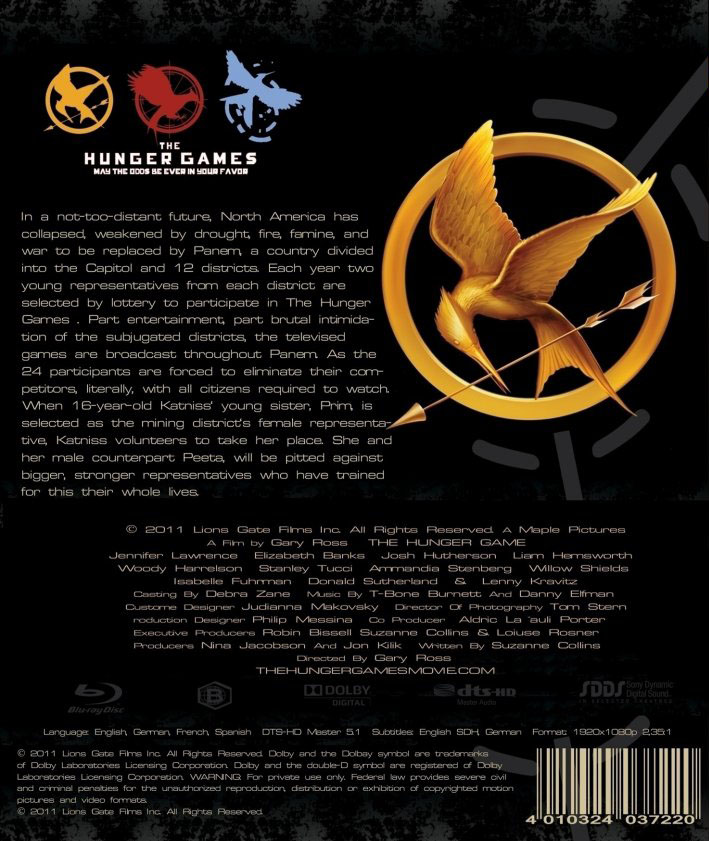 THE
HUNGER GAMES
MAY THE ODDS BE EVER IN YOUR FAVOR
In a not-too-distant future, North America has
collapsed, weakened by drought, fire, famine, and
war to be replaced by Panem, a country divided
into the Capitol and 12 districts. Each year two
young representatives from each district are
selected by lottery to participate in The Hunger
Games . Part entertainment, part brutal intimida-
tion of the subjugated districts, the televised
games are broadcast throughout Panem. As the
24 participants are forced to eliminate their com-
petitors, literally, with all citizens required to watch.
When 16-year-old Katniss' young sister, Prim, is
selected as the mining district's female representa-
tive, Katniss volunteers to take her place. She and
her male counterpart Peeta, will be pitted against
bigger, stronger representatives who have trained
for this their whole lives.
© 2011 Lions Gate Films Inc. All Rights Reserved. A Maple Pictures
A Film by Gary Ross THE HUNGER GAME
Jennifer Lawrence Elizabeth Banks Josh Hutherson Liam Hemsworth
Woody Harrelson Stanley Tucci Ammandia Stenberg Willow Shields
Isabelle Fuhrman Donald Sutherland & Lenny Kravitz
Casting By Debra Zane Music By T-Bone Burnett And Danny Elfman
Custome Designer Judianna Makovsky Director Of Photography Tom Stern
roduction Designer Philip Messina Co Producer Aldric La 'auli Porter
Executive Producers Robin Bissell Suzanne Collins & Loiuse Rosner
Producers Nina Jacobson And Jon Kilik Written By Suzanne Collins
Directed By Gary Ross
THEHUNGERGAMESMOVIE.COM
Blu-ray Disc B DOLBY DIGITAL dts-HD Master Audio SDDS Sony Dynamic Digital Sound
Language: English, German, French, Spanish DTS-HD Master 5.1 Subtitles: English SDH, German Format: 1920x1080p 2,35:1
© 2011 Lions Gate Films Inc. All Rights Reserved. Dolby and the Dolbay symbol are trademarks
of Dolby Laboratories Licensing Corporation. Dolby and the double-D symbol are registered of Dolby
Laboratories Licensing Corporation. WARNING: For private use only. Federal law provides severe civil
and criminal penalties for the unauthorized reproduction, distribution or exhibition of copyrighted motion
pictures and video formats.
© 2011 Lions Gate Films Inc. All Rights Reserved.
4 010324 037220